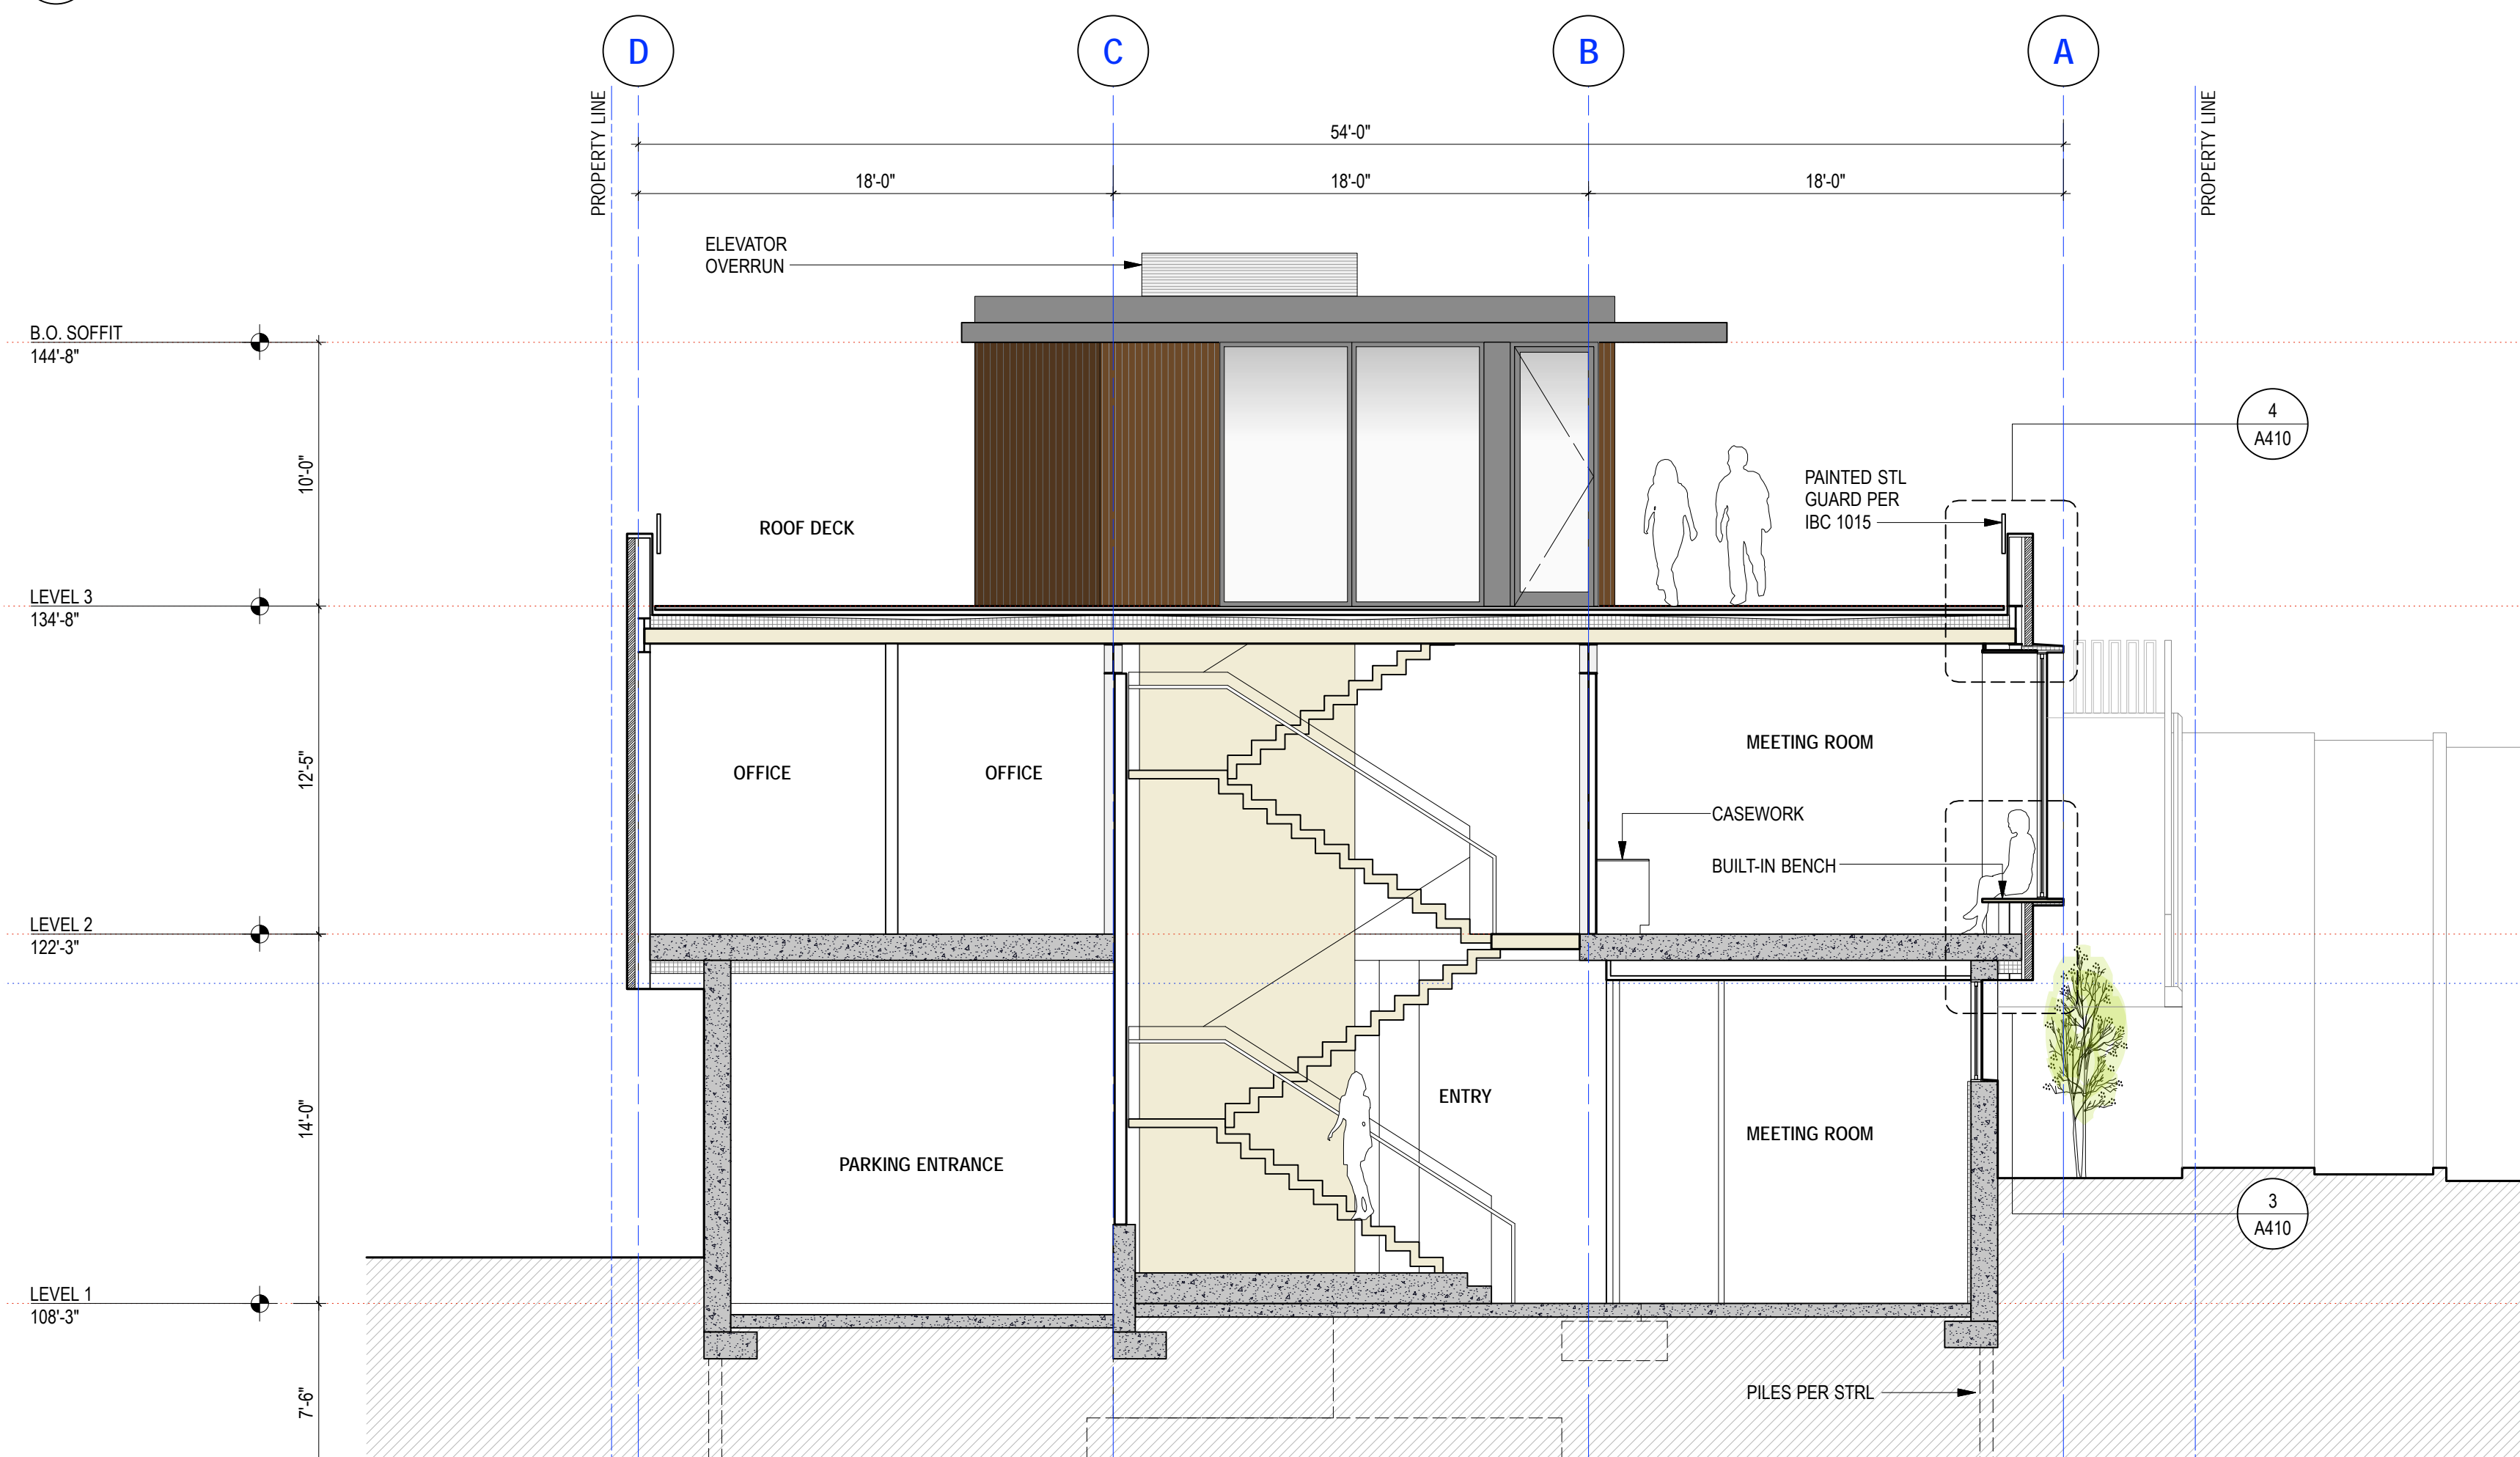 D
C
B
A
PROPERTY LINE
PROPERTY LINE
54'-0"
18'-0"
18'-0"
18'-0"
ELEVATOR
OVERRUN
B.O. SOFFIT
144'-8"
4
A410
10'-0"
PAINTED STL
GUARD PER
IBC 1015
ROOF DECK
LEVEL 3
134'-8"
12'-5"
OFFICE
OFFICE
MEETING ROOM
CASEWORK
BUILT-IN BENCH
LEVEL 2
122'-3"
14'-0"
ENTRY
MEETING ROOM
PARKING ENTRANCE
3
A410
LEVEL 1
108'-3"
7'-6"
PILES PER STRL